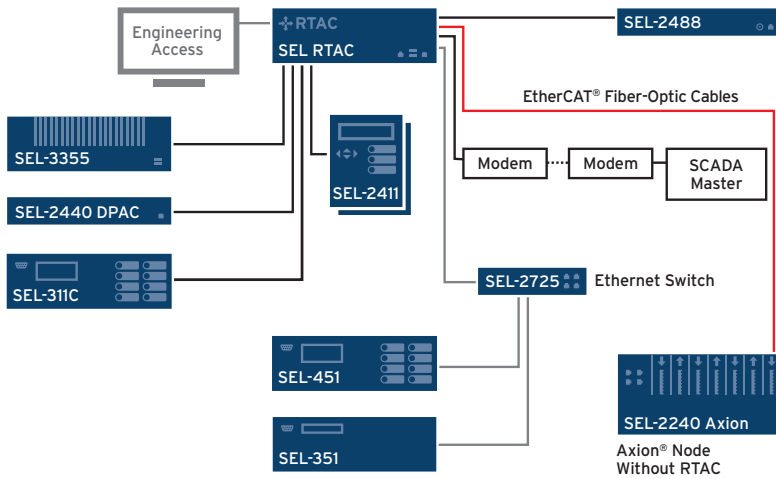 Engineering
Access
RTAC
SEL RTAC
SEL-2488
EtherCAT® Fiber-Optic Cables
SEL-3355
SEL-2411
Modem
Modem
SCADA
Master
SEL-2440 DPAC
SEL-311C
SEL-2725
Ethernet Switch
SEL-451
SEL-2240 Axion
SEL-351
Axion® Node
Without RTAC